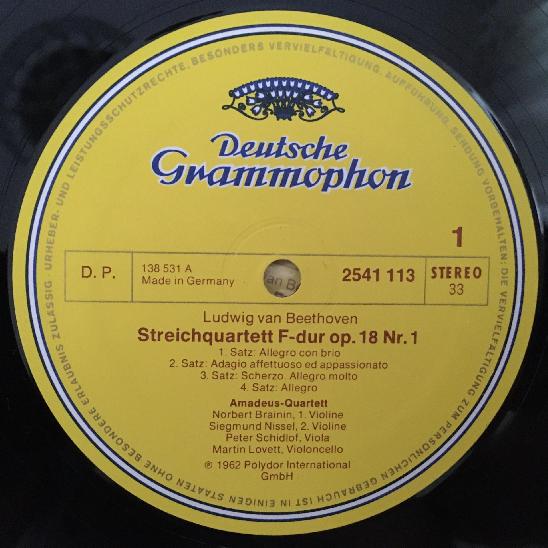 URHEBER- UND LEISTUNGSSCHUTZRECHTE, BESONDERS VERVIELFÄLTIGUNG, AUFFÜHRUNG, SENDUNG VORBEHALTEN; DIE VERVIELFÄLTIGUNG ZUM PERSÖNLICHEN GEBRAUCH IST IN EINIGEN STAATEN OHNE BESONDERE ERLAUBNIS ZULÄSSIG
Deutsche
Grammophon
1
D. P.
138 531 A
Made in Germany
2541 113
STEREO
33
Ludwig van Beethoven
Streichquartett F-dur op. 18 Nr. 1
1. Satz: Allegro con brio
2. Satz: Adagio affettuoso ed appassionato
3. Satz: Scherzo. Allegro molto
4. Satz: Allegro
Amadeus-Quartett
Norbert Brainin, 1. Violine
Siegmund Nissel, 2. Violine
Peter Schidlof, Viola
Martin Lovett, Violoncello
℗ 1962 Polydor International
GmbH